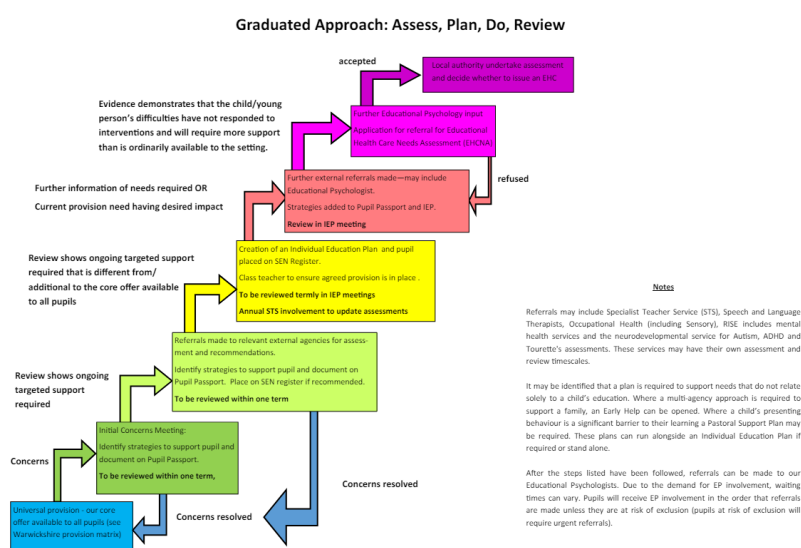 Graduated Approach: Assess, Plan, Do, Review
accepted
Local authority undertake assessment
and decide whether to issue an EHC
Evidence demonstrates that the child/young
person's difficulties have not responded to
interventions and will require more support
than is ordinarily available to the setting.
Further Educational Psychology input
Application for referral for Educational
Health Care Needs Assessment (EHCNA)
refused
Further information of needs required OR
Current provision need having desired impact
Further external referrals made—may include
Educational Psychologist.
Strategies added to Pupil Passport and IEP.
Review in IEP meeting
Review shows ongoing targeted support
required that is different from/
additional to the core offer available
to all pupils
Creation of an Individual Education Plan and pupil
placed on SEN Register.
Class teacher to ensure agreed provision is in place .
To be reviewed termly in IEP meetings
Annual STS involvement to update assessments
Review shows ongoing
targeted support
required
Referrals made to relevant external agencies for assess-
ment and recommendations.
Identify strategies to support pupil and document on
Pupil Passport. Place on SEN register if recommended.
To be reviewed within one term
Concerns
Initial Concerns Meeting:
Identify strategies to support pupil and
document on Pupil Passport.
To be reviewed within one term,
Concerns resolved
Concerns resolved
Universal provision - our core
offer available to all pupils (see
Warwickshire provision matrix)
Notes
Referrals may include Specialist Teacher Service (STS), Speech and Language
Therapists, Occupational Health (including Sensory), RISE includes mental
health services and the neurodevelopmental service for Autism, ADHD and
Tourette's assessments. These services may have their own assessment and
review timescales.
It may be identified that a plan is required to support needs that do not relate
solely to a child's education. Where a multi-agency approach is required to
support a family, an Early Help can be opened. Where a child's presenting
behaviour is a significant barrier to their learning a Pastoral Support Plan may
be required. These plans can run alongside an Individual Education Plan if
required or stand alone.
After the steps listed have been followed, referrals can be made to our
Educational Psychologists. Due to the demand for EP involvement, waiting
times can vary. Pupils will receive EP involvement in the order that referrals
are made unless they are at risk of exclusion (pupils at risk of exclusion will
require urgent referrals).